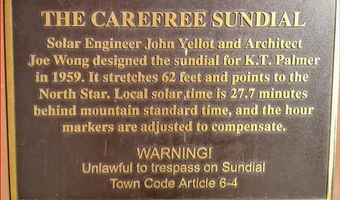 THE CAREFREE SUNDIAL
Solar Engineer John Yellot and Architect
Joe Wong designed the sundial for K.T. Palmer
in 1959. It stretches 62 feet and points to the
North Star. Local solar time is 27.7 minutes
behind mountain standard time, and the hour
markers are adjusted to compensate.
WARNING!
Unlawful to trespass on Sundial
Town Code Article 6-4